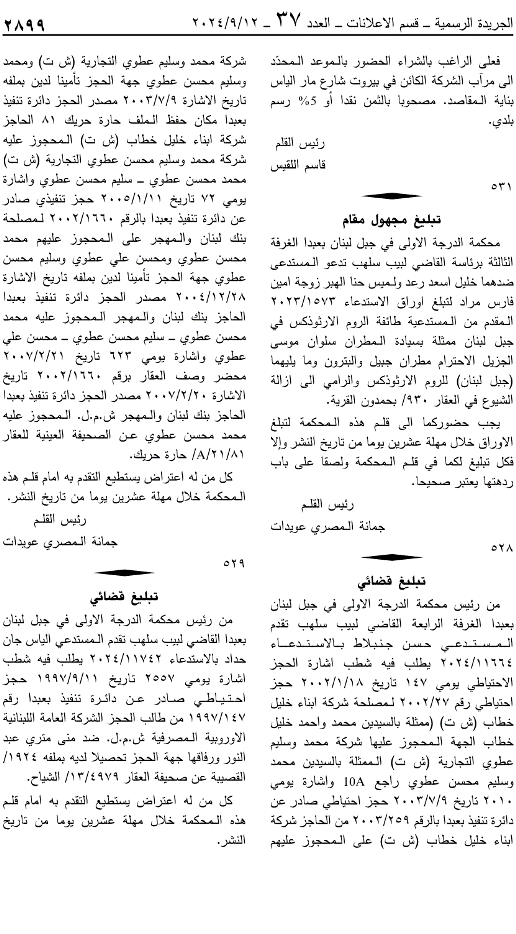 الجريدة الرسمية – قسم الاعلانات – العدد ٣٧ – ٢٠٢٤/٩/١٢
٢٨٩٩
فعلى الراغب بالشراء الحضور بالموعد المحدّد
الى مرآب الشركة الكائن في بيروت شارع مار الياس
بناية المقاصد. مصحوبا بالثمن نقدا أو 5% رسم
بلدي.
رئيس القلم
قاسم اللقيس
٥٣١
تبليغ مجهول مقام
محكمة الدرجة الاولى في جبل لبنان بعبدا الغرفة
الثالثة برئاسة القاضي لبيب سلهب تدعو المستدعى
ضدهما خليل اسعد رعد ولميس حنا الهبر زوجة امين
فارس مراد لتبلغ اوراق الاستدعاء ٢٠٢٣/١٥٧٣
المقدم من المستدعية طائفة الروم الارثوذكس في
جبل لبنان ممثلة بسيادة المطران سلوان موسى
الجزيل الاحترام مطران جبيل والبترون وما يليهما
(جبل لبنان) للروم الارثوذكس والرامي الى ازالة
الشيوع في العقار ٩٣٠/ بحمدون القرية.
يجب حضوركما الى قلم هذه المحكمة لتبلغ
الاوراق خلال مهلة عشرين يوما من تاريخ النشر وإلا
فكل تبليغ لكما في قلم المحكمة ولصقا على باب
ردهتها يعتبر صحيحا.
رئيس القلم
جمانة المصري عويدات
٥٢٨
تبليغ قضائي
من رئيس محكمة الدرجة الاولى في جبل لبنان
بعبدا الغرفة الرابعة القاضي لبيب سلهب تقدم
المستدعي حسن جنبلاط بالاستدعاء
٢٠٢٤/١١٦٦٤ يطلب فيه شطب اشارة الحجز
الاحتياطي يومي ١٤٧ تاريخ ٢٠٠٢/١/١٨ حجز
احتياطي رقم ٢٠٠٢/٢٧ لمصلحة شركة ابناء خليل
خطاب (ش ت) (ممثلة بالسيدين محمد واحمد خليل
خطاب الجهة المحجوز عليها شركة محمد وسليم
عطوي التجارية (ش ت) الممثلة بالسيدين محمد
وسليم محسن عطوي راجع 10A واشارة يومي
٢٠١٠ تاريخ ٢٠٠٣/٧/٩ حجز احتياطي صادر عن
دائرة تنفيذ بعبدا بالرقم ٢٠٠٣/٢٥٩ من الحاجز شركة
ابناء خليل خطاب (ش ت) على المحجوز عليهم
شركة محمد وسليم عطوي التجارية (ش ت) ومحمد
وسليم محسن عطوي جهة الحجز تأمينا لدين بملفه
تاريخ الاشارة ٢٠٠٣/٧/٩ مصدر الحجز دائرة تنفيذ
بعبدا مكان حفظ الملف حارة حريك ٨١ الحاجز
شركة ابناء خليل خطاب (ش ت) المحجوز عليه
شركة محمد وسليم محسن عطوي التجارية (ش ت)
محمد محسن عطوي – سليم محسن عطوي واشارة
يومي ٧٢ تاريخ ٢٠٠٥/١/١١ حجز تنفيذي صادر
عن دائرة تنفيذ بعبدا بالرقم ٢٠٠٢/١٦٦٠ لمصلحة
بنك لبنان والمهجر على المحجوز عليهم محمد
محسن عطوي ومحسن علي عطوي وسليم محسن
عطوي جهة الحجز تأمينا لدين بملفه تاريخ الاشارة
٢٠٠٤/١٢/٢٨ مصدر الحجز دائرة تنفيذ بعبدا
الحاجز بنك لبنان والمهجر المحجوز عليه محمد
محسن عطوي – سليم محسن عطوي – محسن علي
عطوي واشارة يومي ٦٢٣ تاريخ ٢٠٠٧/٢/٢١
محضر وصف العقار برقم ٢٠٠٢/١٦٦٠ تاريخ
الاشارة ٢٠٠٧/٢/٢٠ مصدر الحجز دائرة تنفيذ بعبدا
الحاجز بنك لبنان والمهجر ش.م.ل. المحجوز عليه
محمد محسن عطوي عن الصحيفة العينية للعقار
٨١/٢١/A/ حارة حريك.
كل من له اعتراض يستطيع التقدم به امام قلم هذه
المحكمة خلال مهلة عشرين يوما من تاريخ النشر.
رئيس القلم
جمانة المصري عويدات
٥٢٩
تبليغ قضائي
من رئيس محكمة الدرجة الاولى في جبل لبنان
بعبدا القاضي لبيب سلهب تقدم المستدعي الياس جان
حداد بالاستدعاء ٢٠٢٤/١١٧٤٢ يطلب فيه شطب
اشارة يومي ٢٥٥٧ تاريخ ١٩٩٧/٩/١١ حجز
احتياطي صادر عن دائرة تنفيذ بعبدا رقم
١٩٩٧/١٤٧ من طالب الحجز الشركة العامة اللبنانية
الاوروبية المصرفية ش.م.ل. ضد منى متري عبد
النور ورفاقها جهة الحجز تحصيلا لديه بملفه ١٩٢٤/
القصيبة عن صحيفة العقار ١٣/٤٩٧٩/ الشياح.
كل من له اعتراض يستطيع التقدم به امام قلم
هذه المحكمة خلال مهلة عشرين يوما من تاريخ
النشر.